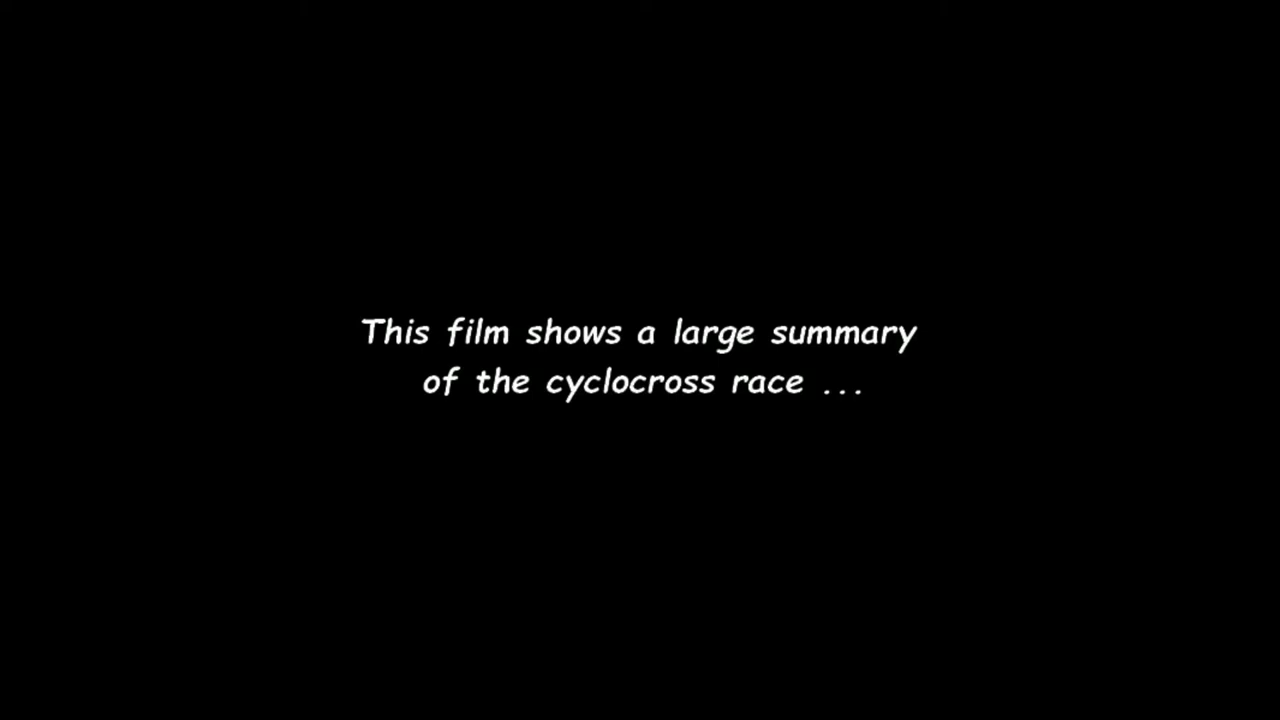 This film shows a large summary
of the cyclocross race ...